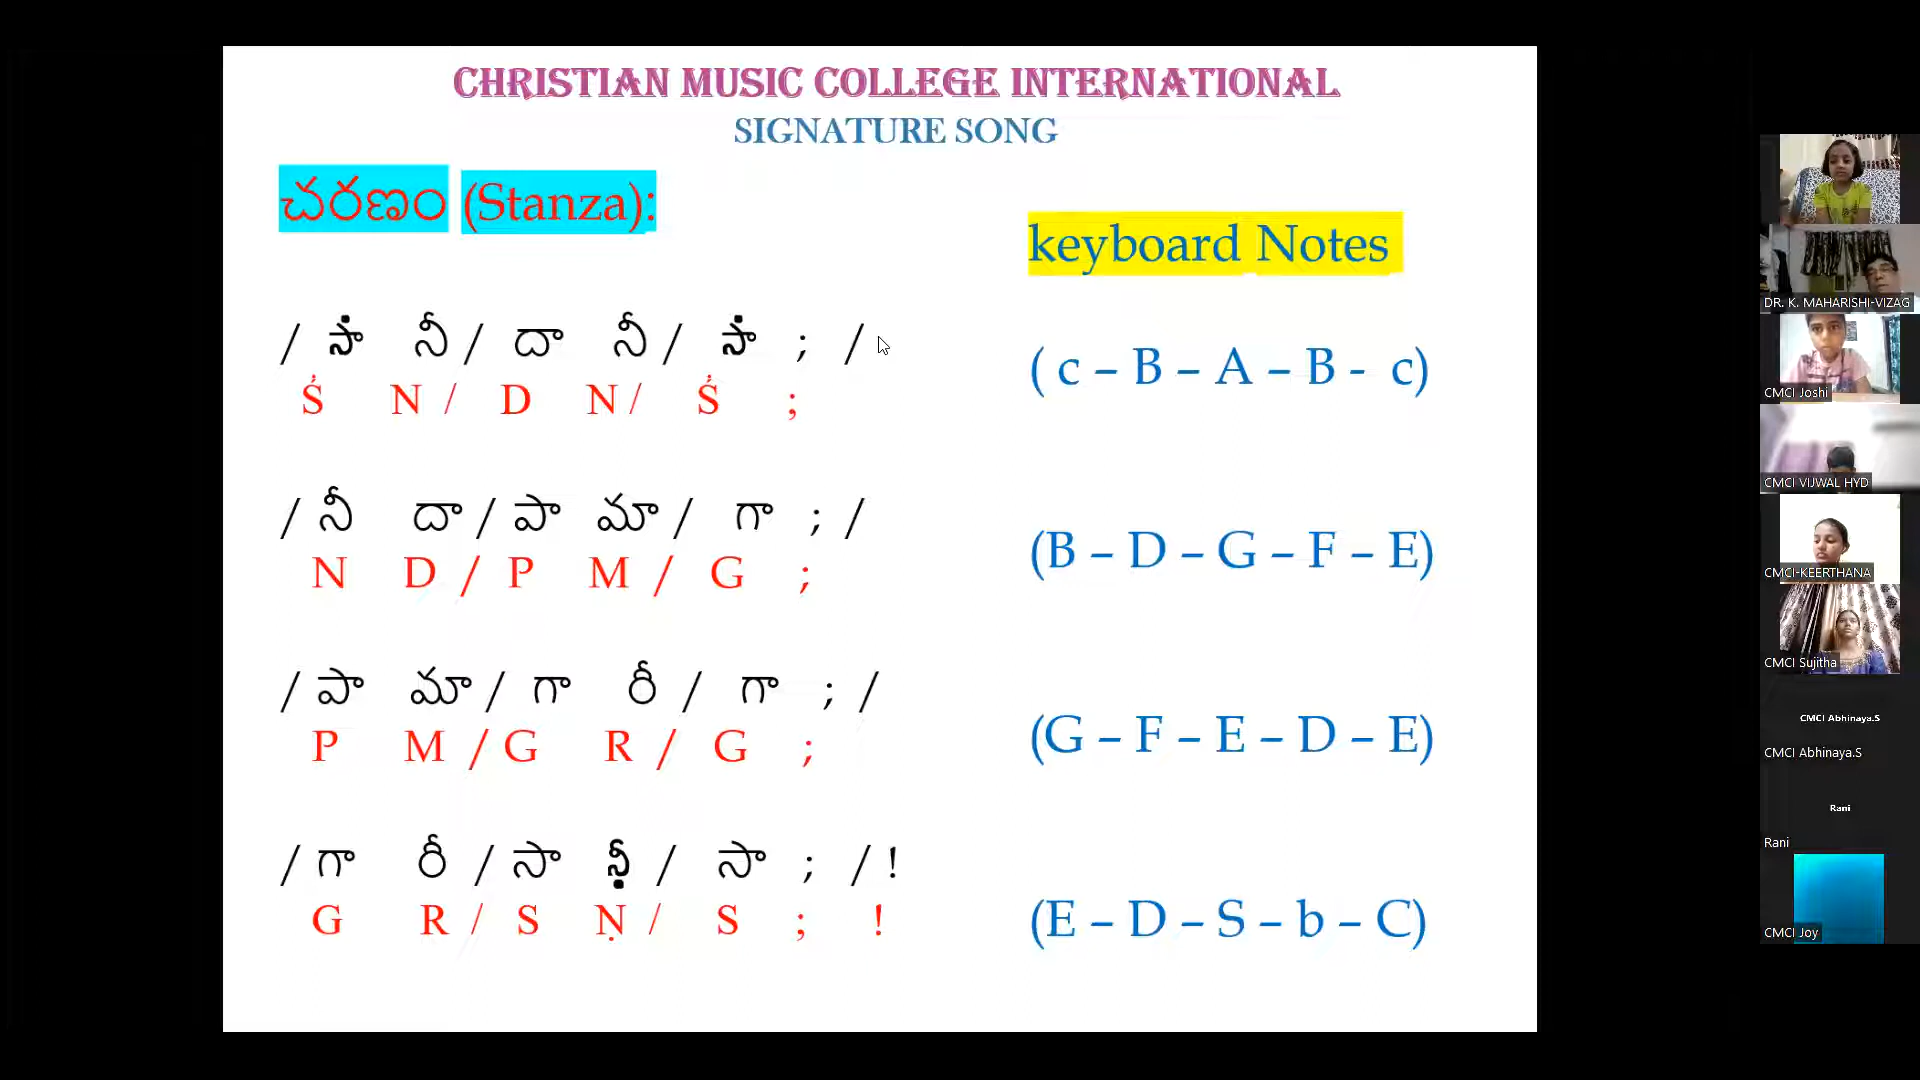 CHRISTIAN MUSIC COLLEGE INTERNATIONAL
SIGNATURE SONG
చరణం (Stanza):
keyboard Notes
/ సా̇ నీ / దా నీ / సా̇ ; /
Ṡ N / D N / Ṡ ;
( c – B – A – B - c)
/ నీ దా / పా మా / గా ; /
N D / P M / G ;
(B – D – G – F – E)
/ పా మా / గా రీ / గా ; /
P M / G R / G ;
(G – F – E – D – E)
/ గా రీ / సా నీ̣ / సా ; / !
G R / S Ṇ / S ; !
(E – D – S – b – C)
DR. K. MAHARISHI-VIZAG
CMCI Joshi
CMCI VIJWAL HYD
CMCI-KEERTHANA
CMCI Sujitha
CMCI Abhinaya.S
CMCI Abhinaya.S
Rani
Rani
CMCI Joy